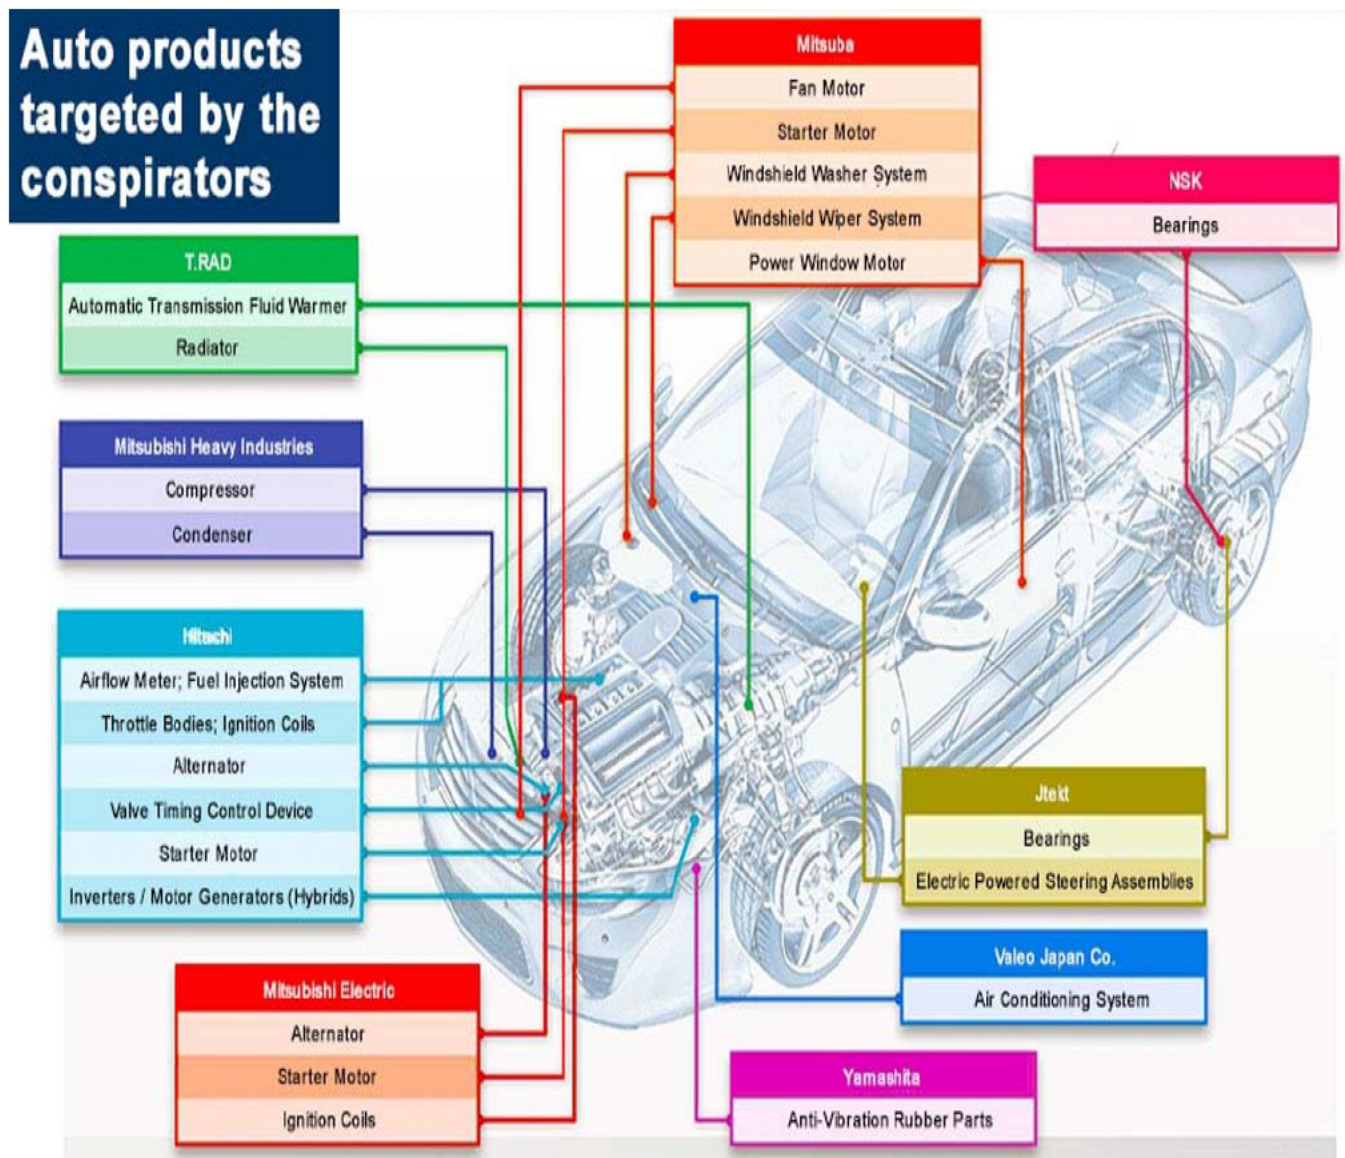 Auto products
targeted by the
conspirators
Mitsuba
Fan Motor
Starter Motor
Windshield Washer System
Windshield Wiper System
Power Window Motor
NSK
Bearings
T.RAD
Automatic Transmission Fluid Warmer
Radiator
Mitsubishi Heavy Industries
Compressor
Condenser
Hitachi
Airflow Meter; Fuel Injection System
Throttle Bodies; Ignition Coils
Alternator
Valve Timing Control Device
Starter Motor
Inverters / Motor Generators (Hybrids)
Jtekt
Bearings
Electric Powered Steering Assemblies
Valeo Japan Co.
Air Conditioning System
Mitsubishi Electric
Alternator
Starter Motor
Ignition Coils
Yamashita
Anti-Vibration Rubber Parts